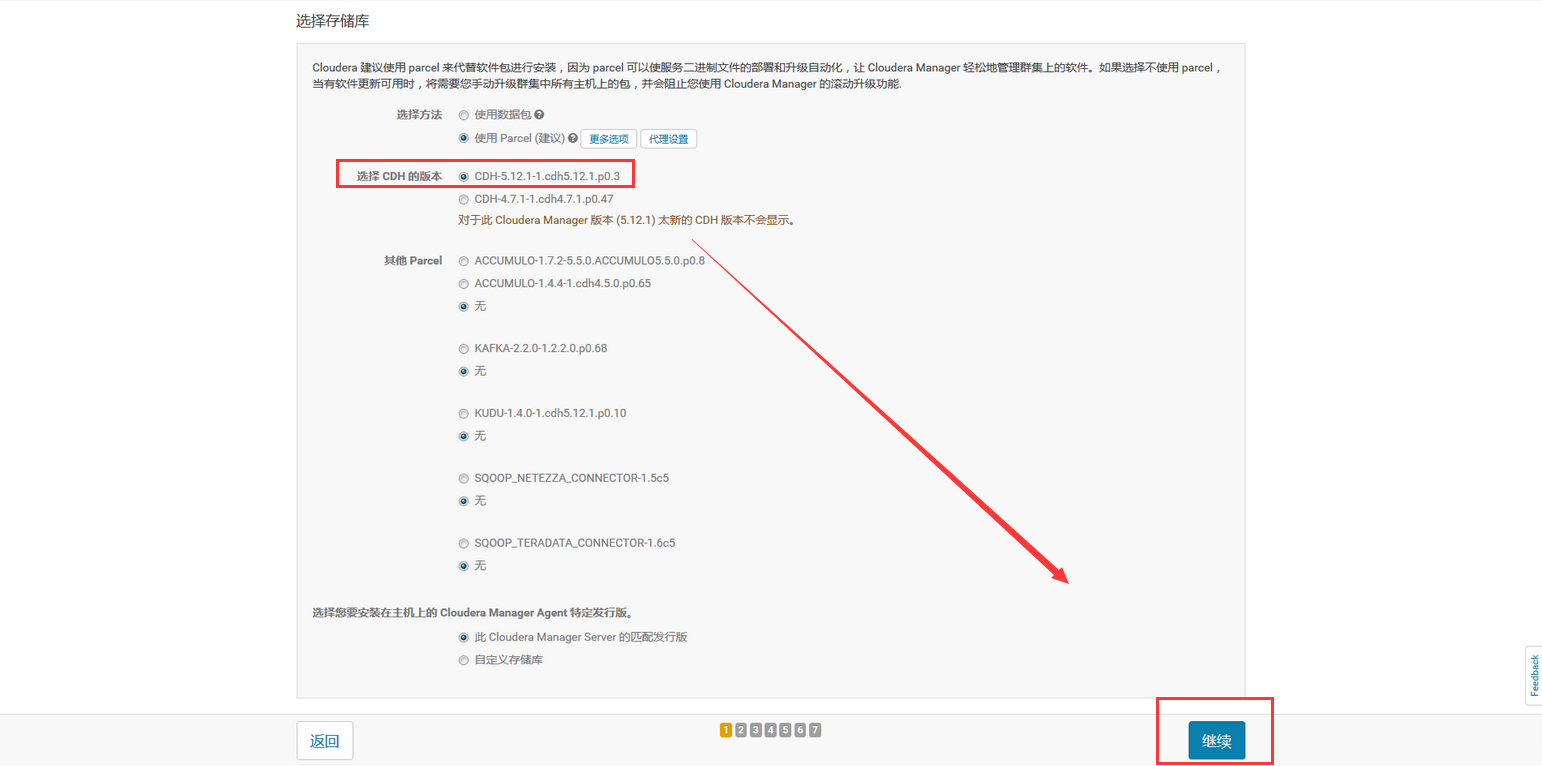 选择存储库
Cloudera 建议使用 parcel 来代替软件包进行安装，因为 parcel 可以使服务二进制文件的部署和升级自动化，让 Cloudera Manager 轻松地管理群集上的软件。如果选择不使用 parcel，
当有软件更新可用时，将需要您手动升级群集中所有主机上的包，并会阻止您使用 Cloudera Manager 的滚动升级功能.
选择方法 使用数据包
使用 Parcel (建议) 更多选项 代理设置
选择 CDH 的版本 CDH-5.12.1-1.cdh5.12.1.p0.3
CDH-4.7.1-1.cdh4.7.1.p0.47
对于此 Cloudera Manager 版本 (5.12.1) 太新的 CDH 版本不会显示。
其他 Parcel ACCUMULO-1.7.2-5.5.0.ACCUMULO5.5.0.p0.8
ACCUMULO-1.4.4-1.cdh4.5.0.p0.65
无
KAFKA-2.2.0-1.2.2.0.p0.68
无
KUDU-1.4.0-1.cdh5.12.1.p0.10
无
SQOOP_NETEZZA_CONNECTOR-1.5c5
无
SQOOP_TERADATA_CONNECTOR-1.6c5
无
选择您要安装在主机上的 Cloudera Manager Agent 特定发行版。
此 Cloudera Manager Server 的匹配发行版
自定义存储库
Feedback
返回 1 2 3 4 5 6 7 继续